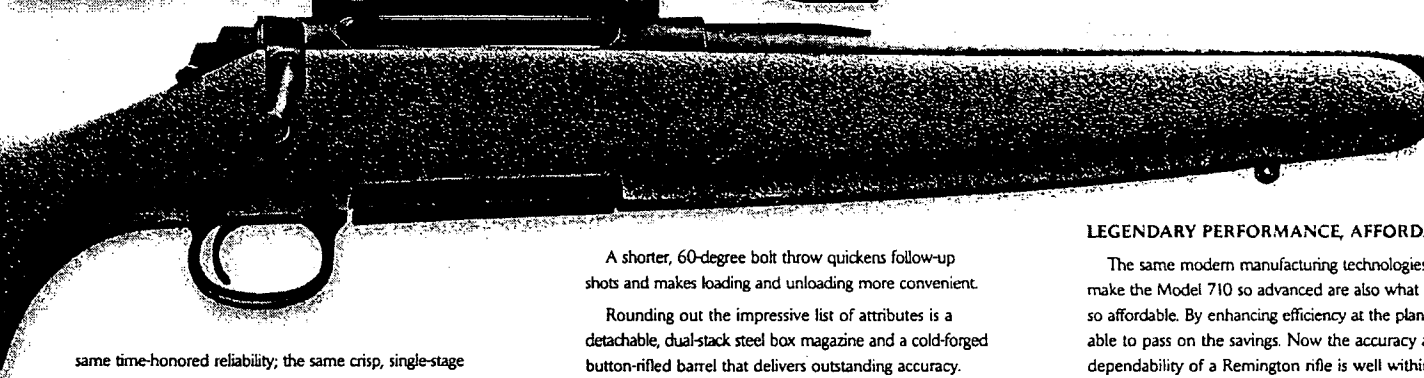 same time-honored reliability; the same crisp, single-stage
A shorter, 60-degree bolt throw quickens follow-up
shots and makes loading and unloading more convenient.
Rounding out the impressive list of attributes is a
detachable, dual-stack steel box magazine and a cold-forged
button-rifled barrel that delivers outstanding accuracy.
LEGENDARY PERFORMANCE, AFFORD
The same modern manufacturing technologies
make the Model 710 so advanced are also what
so affordable. By enhancing efficiency at the plan
able to pass on the savings. Now the accuracy a
dependability of a Remington rifle is well withi